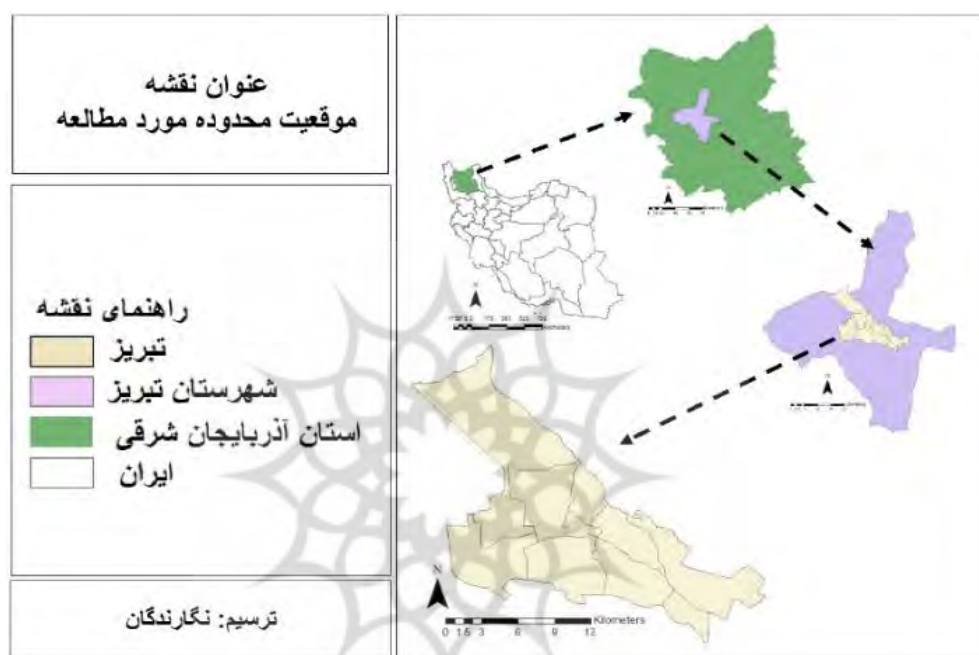 عنوان نقشه
موقعیت محدوده مورد مطالعه
راهنمای نقشه
تبریز
شهرستان تبریز
استان آذربایجان شرقی
ایران
ترسیم: نگارندگان
N
Kilometers
0 1.5 3 6 9 12